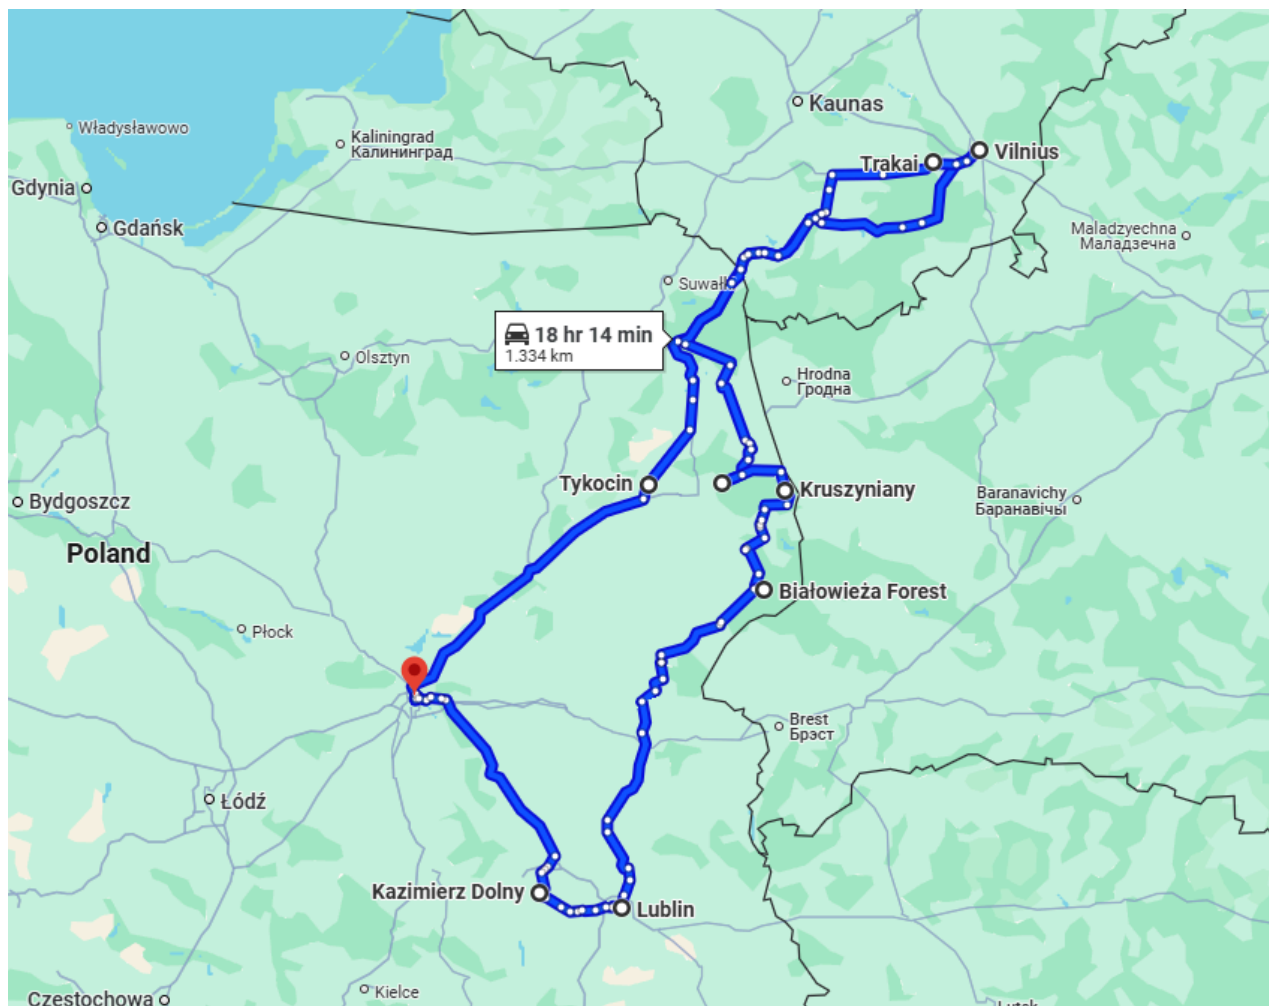 Kaunas
Władysławowo
Kaliningrad
Калининград
Trakai
Vilnius
Gdynia
Gdańsk
Maladzyechna
Маладзечна
Suwałki
18 hr 14 min
1.334 km
Olsztyn
Hrodna
Гродна
Tykocin
Kruszyniany
Baranavichy
Баранавічы
Bydgoszcz
Poland
Białowieża Forest
Płock
Brest
Брэст
Łódź
Kazimierz Dolny
Lublin
Kielce
Częstochowa
Lutsk